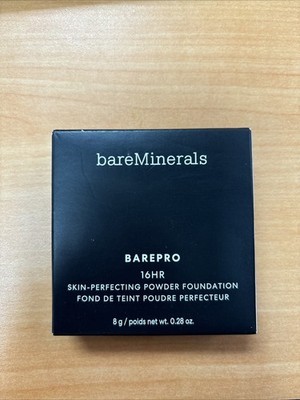 bareMinerals
BAREPRO
16HR
SKIN-PERFECTING POWDER FOUNDATION
FOND DE TEINT POUDRE PERFECTEUR
8 g / poids net wt. 0.28 oz.